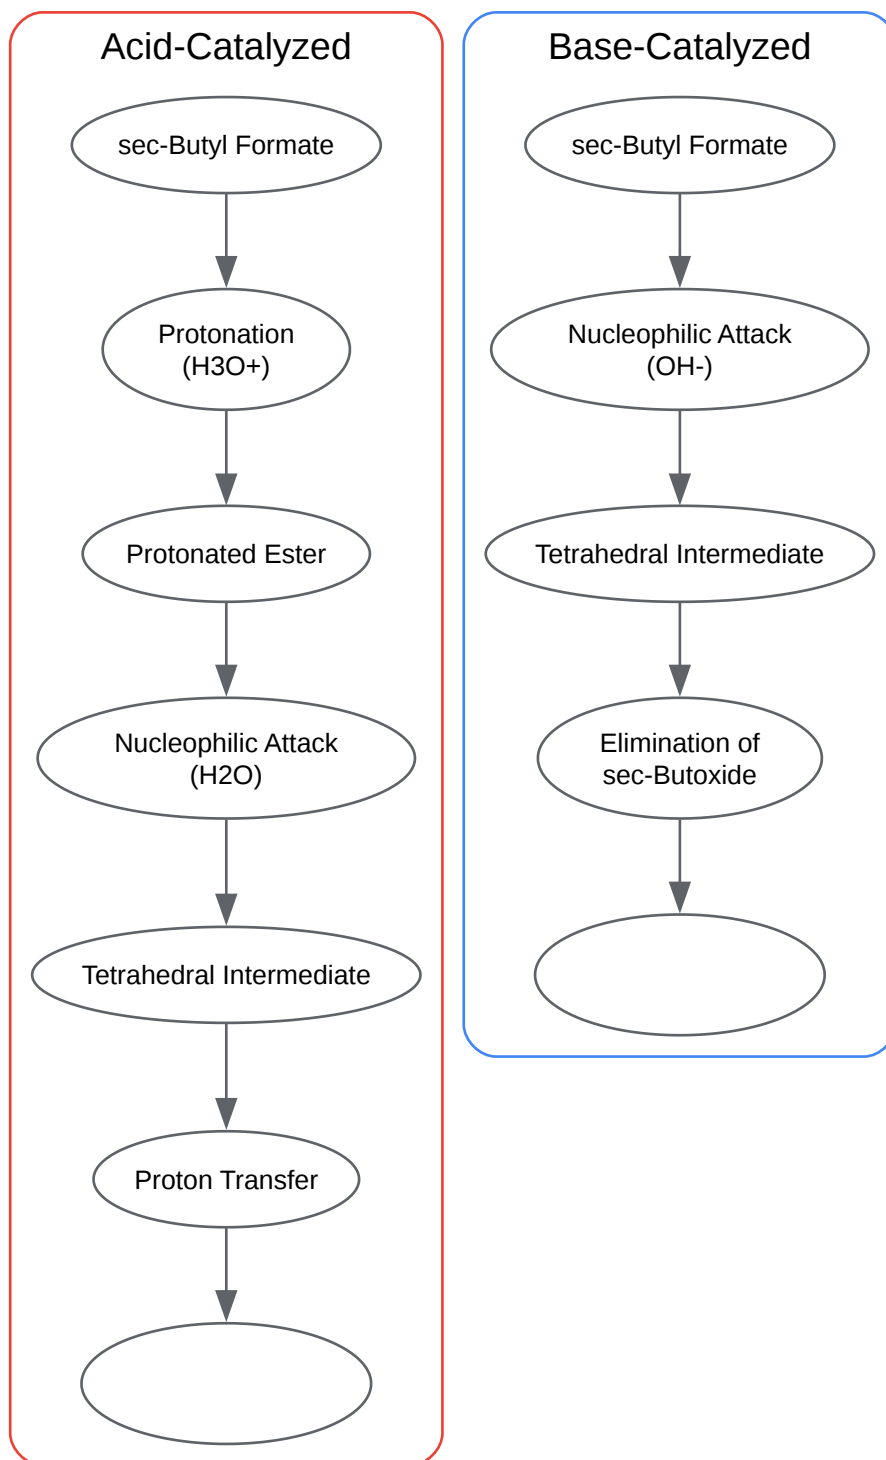 Acid-Catalyzed
sec-Butyl Formate
Protonation
(H3O+)
Protonated Ester
Nucleophilic Attack
(H2O)
Tetrahedral Intermediate
Proton Transfer
Base-Catalyzed
sec-Butyl Formate
Nucleophilic Attack
(OH-)
Tetrahedral Intermediate
Elimination of
sec-Butoxide